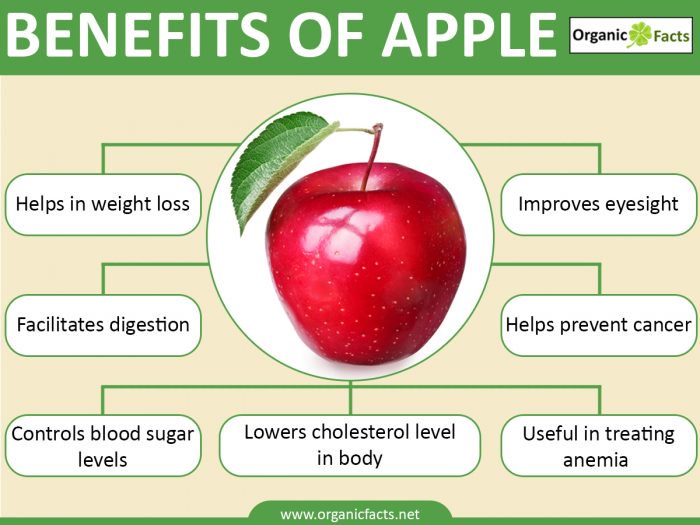 BENEFITS OF APPLE
Organic Facts
Helps in weight loss
Improves eyesight
Facilitates digestion
Helps prevent cancer
Controls blood sugar
levels
Lowers cholesterol level
in body
Useful in treating
anemia
www.organicfacts.net